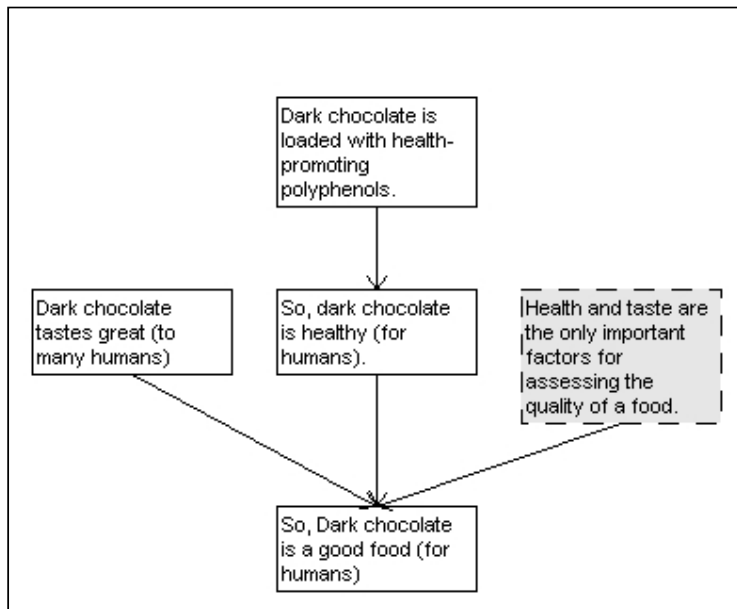 Dark chocolate is
loaded with health-
promoting
polyphenols.
Dark chocolate
tastes great (to
many humans)
So, dark chocolate
is healthy (for
humans).
Health and taste are
the only important
factors for
assessing the
quality of a food.
So, Dark chocolate
is a good food (for
humans)